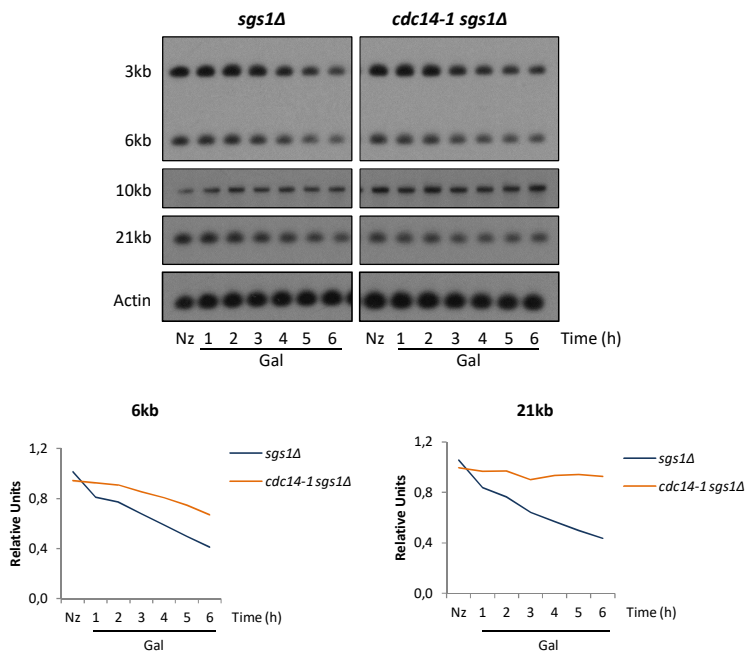 sgs1Δ cdc14-1 sgs1Δ
3kb
6kb
10kb
21kb
Actin
Nz 1 2 3 4 5 6 Nz 1 2 3 4 5 6 Time (h)
Gal Gal
6kb
1,2
0,8
0,4
0,0
Relative Units
sgs1Δ
cdc14-1 sgs1Δ
Nz 1 2 3 4 5 6 Time (h)
Gal
21kb
1,2
0,8
0,4
0,0
Relative Units
sgs1Δ
cdc14-1 sgs1Δ
Nz 1 2 3 4 5 6 Time (h)
Gal